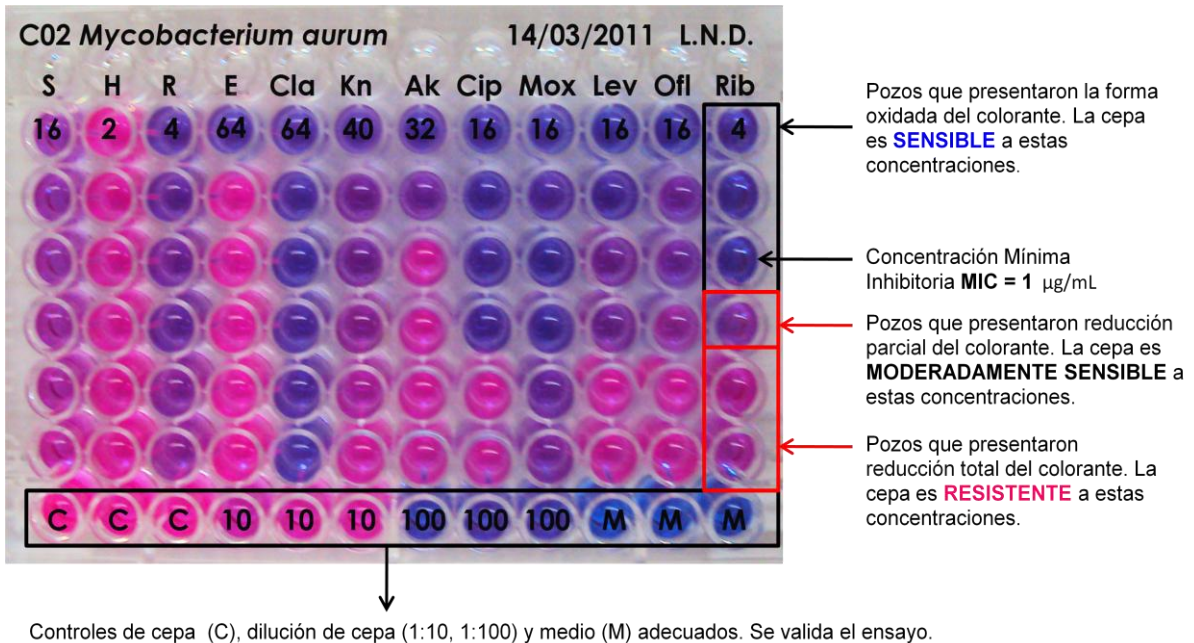 C02 Mycobacterium aurum 14/03/2011 L.N.D.
S H R E Cla Kn Ak Cip Mox Lev Ofl Rib
16 2 4 64 64 40 32 16 16 16 16 4
C C C 10 10 10 100 100 100 M M M
Pozos que presentaron la forma
oxidada del colorante. La cepa
es SENSIBLE a estas
concentraciones.
Concentración Mínima
Inhibitoria MIC = 1 µg/mL
Pozos que presentaron reducción
parcial del colorante. La cepa es
MODERADAMENTE SENSIBLE a
estas concentraciones.
Pozos que presentaron
reducción total del colorante. La
cepa es RESISTENTE a estas
concentraciones.
Controles de cepa (C), dilución de cepa (1:10, 1:100) y medio (M) adecuados. Se valida el ensayo.